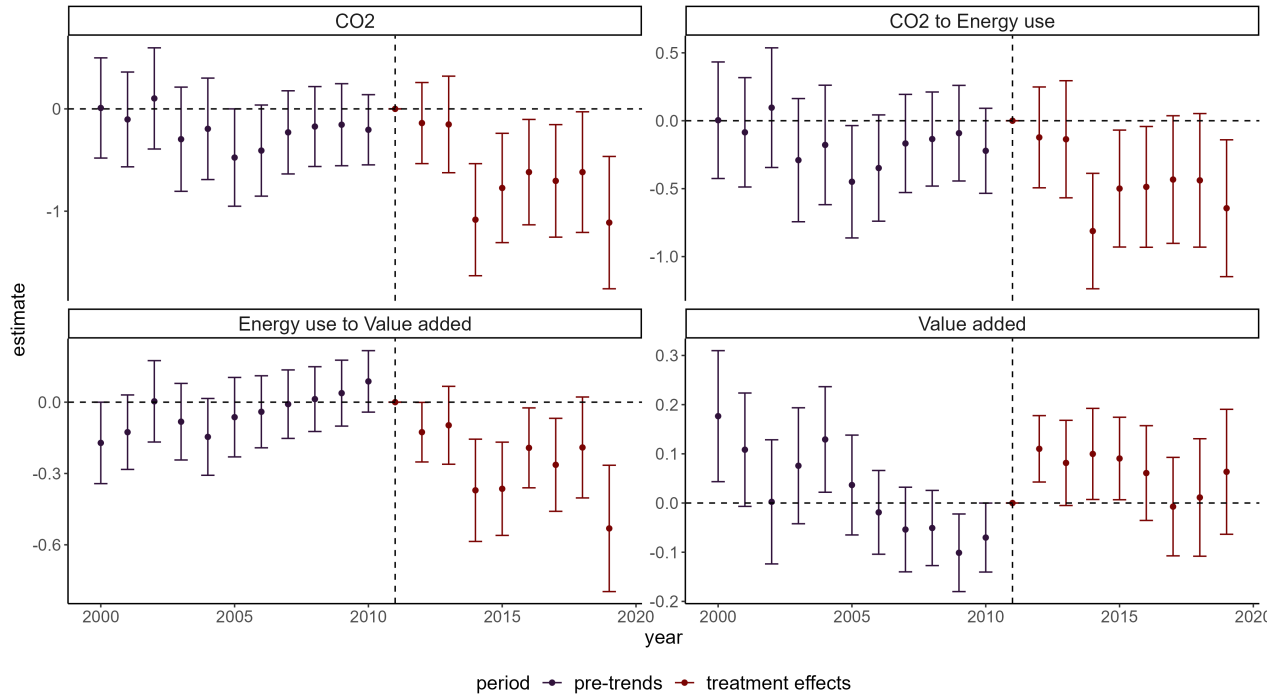 CO2
CO2 to Energy use
0
-1
0.5
0.0
-0.5
-1.0
estimate
Energy use to Value added
Value added
0.0
-0.3
-0.6
0.3
0.2
0.1
0.0
-0.1
-0.2
2000 2005 2010 2015 2020
2000 2005 2010 2015 2020
year
period pre-trends treatment effects